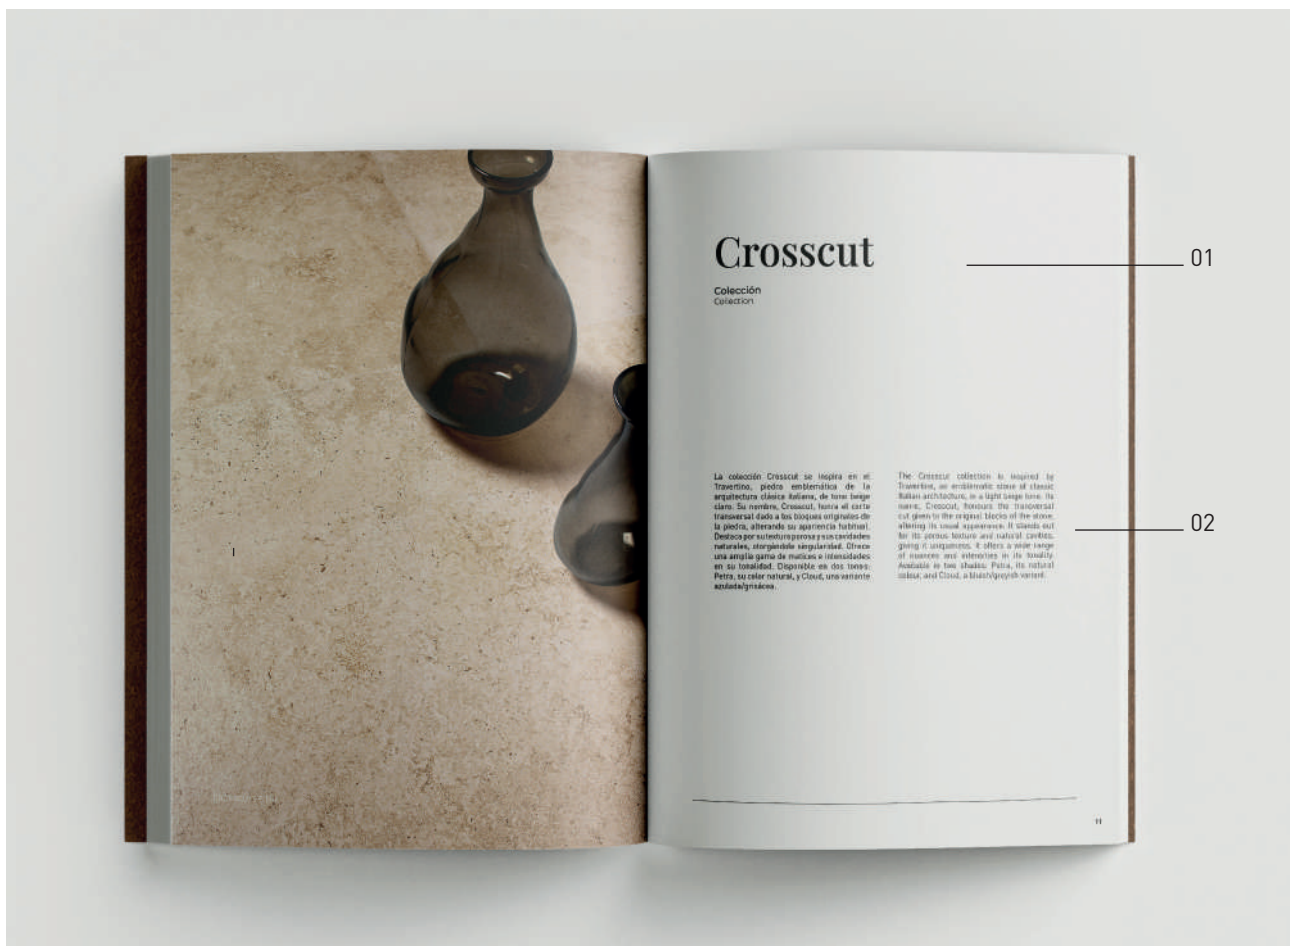 Crosscut
Colección
Collection
01
La colección Crosscut se inspira en el
Travertino, piedra emblemática de la
arquitectura clásica italiana, de tono beige
claro. Su nombre, Crosscut, honra el corte
transversal dado a los bloques originales de
la piedra, alterando su apariencia habitual.
Destaca por su textura porosa y sus cavidades
naturales, otorgándole singularidad. Ofrece
una amplia gama de matices e intensidades
en su tonalidad. Disponible en dos tonos:
Petra, su color natural, y Cloud, una variante
azulada/grisácea.
The Crosscut collection is inspired by
Travertino, an emblematic stone of classic
Italian architecture, in a light beige tone. Its
name, Crosscut, honours the transversal
cut given to the original blocks of the stone,
altering its usual appearance. It stands out
for its porous texture and natural cavities,
giving it uniqueness. It offers a wide range
of nuances and intensities in its tonality.
Available in two shades: Petra, its natural
colour, and Cloud, a bluish/greyish variant.
02
11